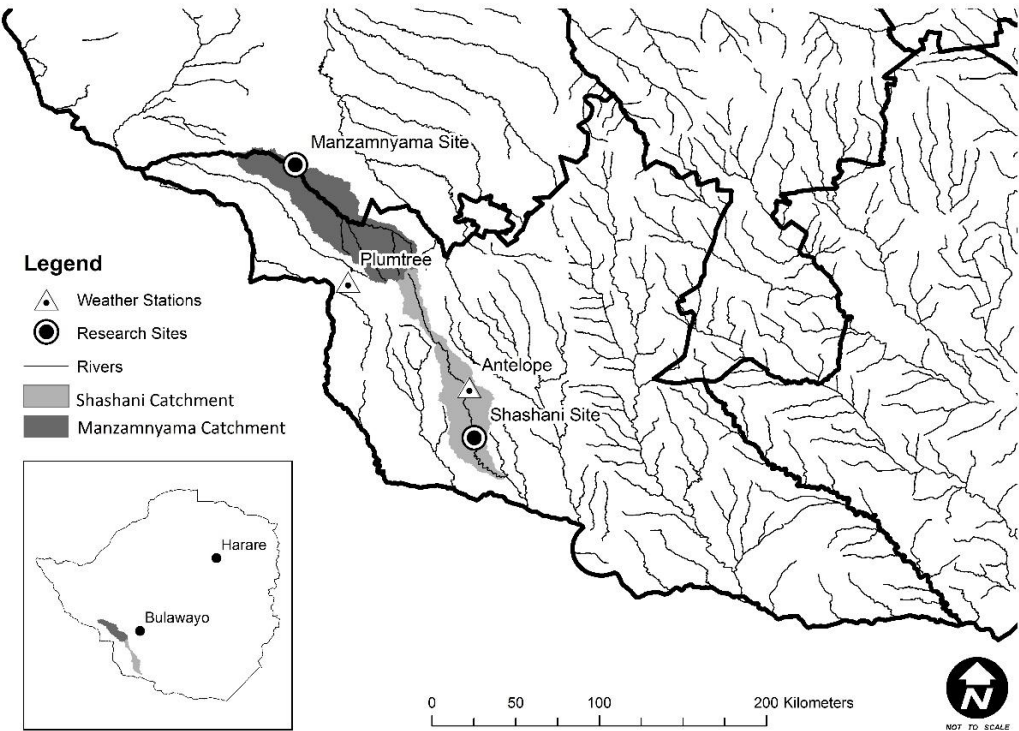 Manzamnyama Site
Plumtree
Antelope
Shashani Site
Legend
Weather Stations
Research Sites
Rivers
Shashani Catchment
Manzamnyama Catchment
Harare
Bulawayo
0 50 100 200 Kilometers
N
NOT TO SCALE